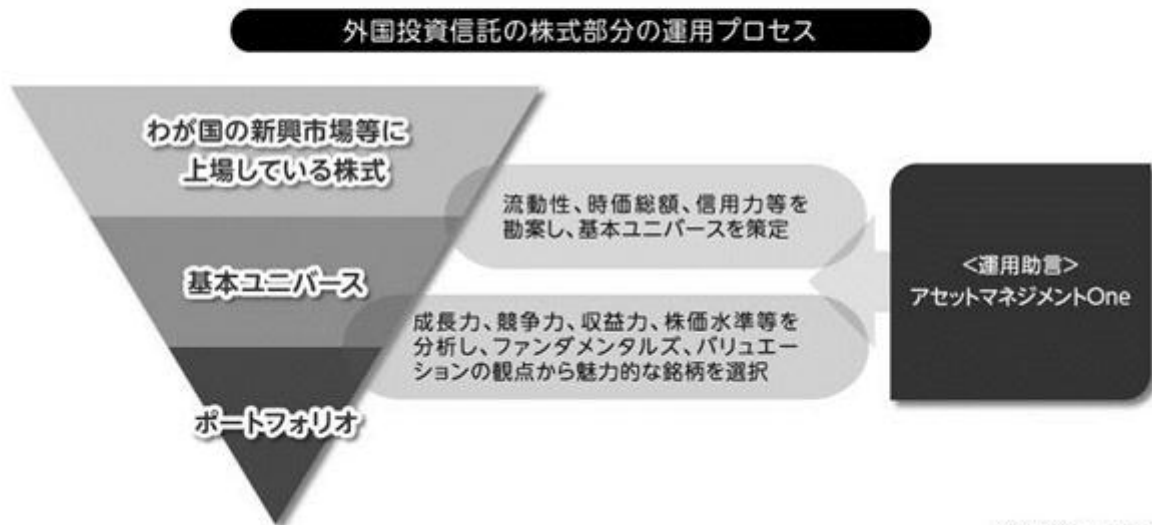 外国投資信託の株式部分の運用プロセス
わが国の新興市場等に
上場している株式
流動性、時価総額、信用力等を
勘案し、基本ユニバースを策定
基本ユニバース
成長力、競争力、収益力、株価水準等を
分析し、ファンダメンタルズ、バリュエー
ションの観点から魅力的な銘柄を選択
ポートフォリオ
<運用助言>
アセットマネジメントOne